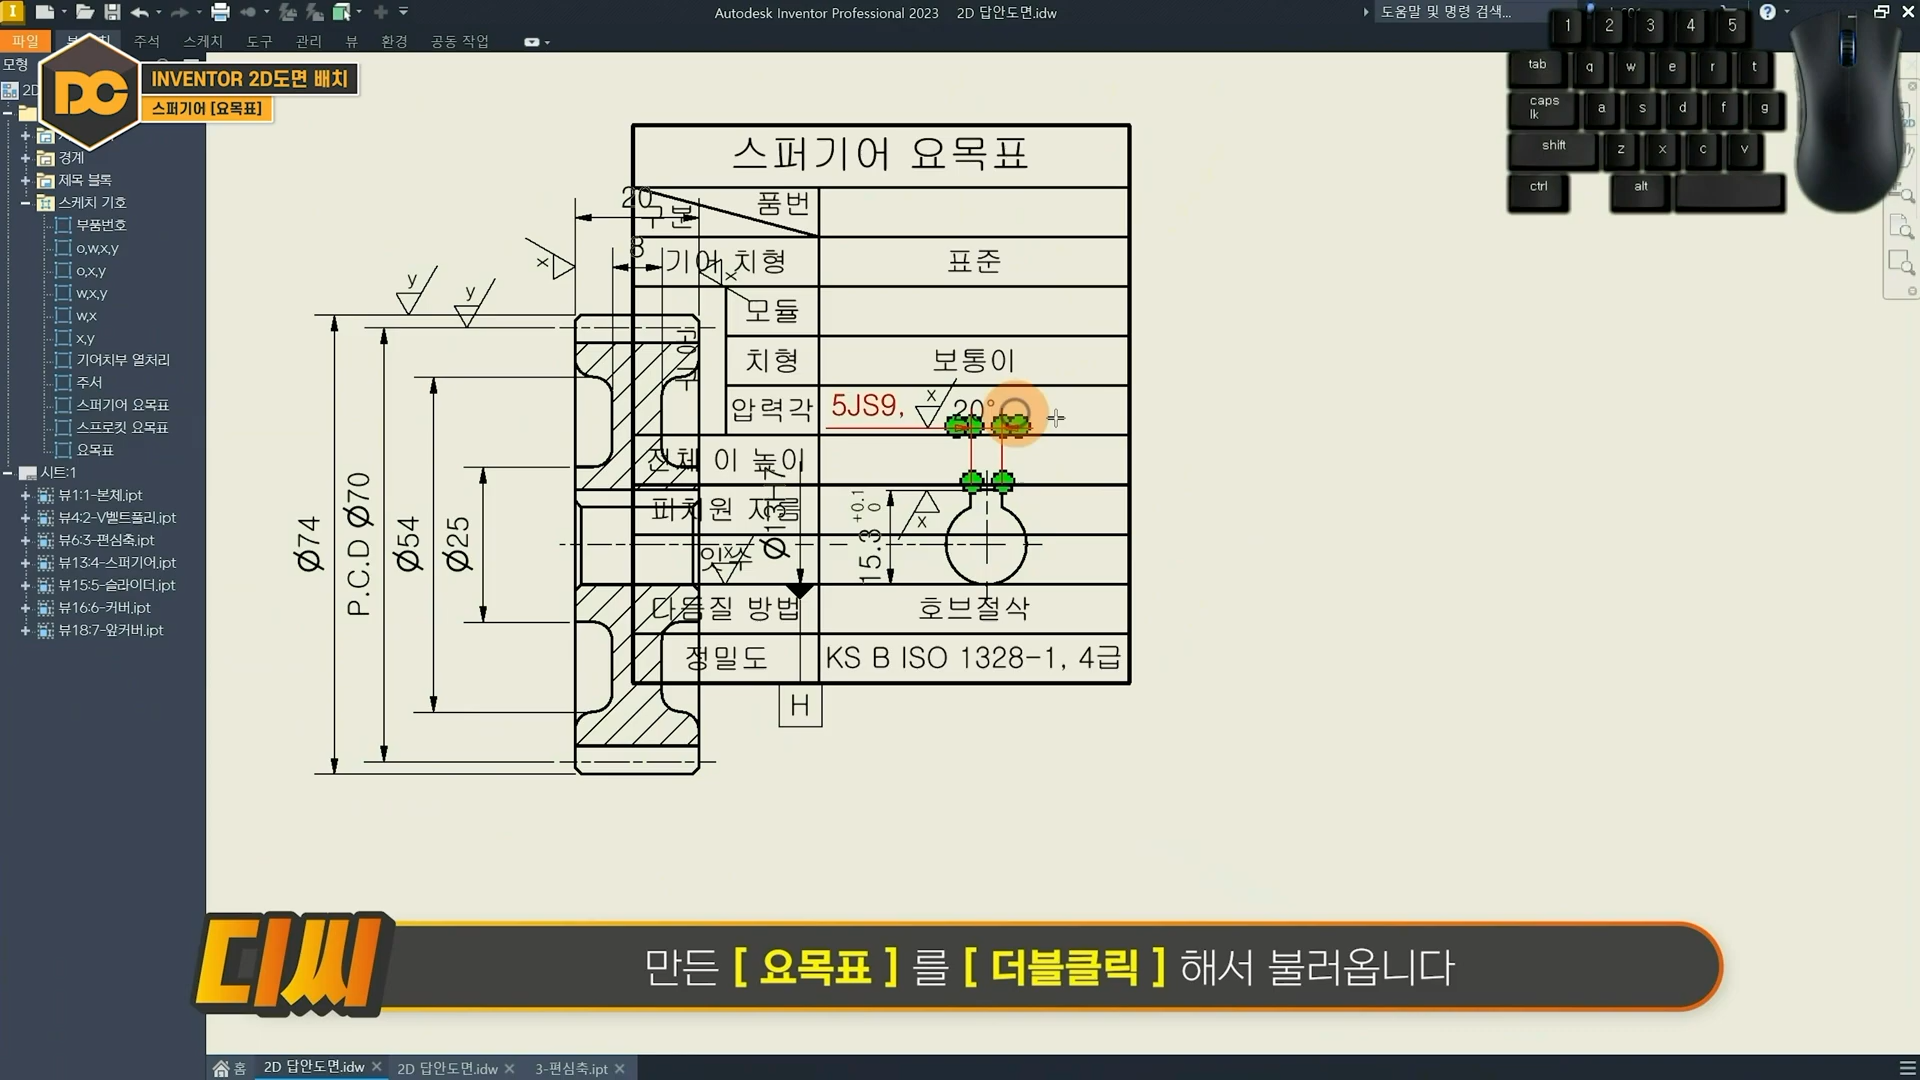 Autodesk Inventor Professional 2023 2D 답안도면.idw
도움말 및 명령 검색...
파일
주석 스케치 도구 관리 뷰 환경 공동 작업
모형
DC
INVENTOR 2D도면 배치
스퍼기어 [요목표]
경계
제목 블록
스케치 기호
부품번호
o,w,x,y
o,x,y
w,x,y
w,x
x,y
기어치부 열처리
주서
스퍼기어 요목표
스프로킷 요목표
요목표
시트:1
뷰1:1-본체.ipt
뷰4:2-V벨트풀리.ipt
뷰6:3-편심축.ipt
뷰13:4-스퍼기어.ipt
뷰15:5-슬라이더.ipt
뷰16:6-커버.ipt
뷰18:7-앞커버.ipt
스퍼기어 요목표
구분 품번
기어 치형 표준
모듈
공구
치형 보통이
압력각 20°
전체 이 높이
피치원 지름
잇수
다듬질 방법 호브절삭
정밀도 KS B ISO 1328-1, 4급
20
8
y
y
x
x
x
x
x
5JS9,
Ø74
P.C.D Ø70
Ø54
Ø25
15.3 +0.1 0
H
1 2 3 4 5
tab q w e r t
caps lk a s d f g
shift z x c v
ctrl alt
디씨
만든 [ 요목표 ] 를 [ 더블클릭 ] 해서 불러옵니다
홈 2D 답안도면.idw 2D 답안도면.idw 3-편심축.ipt